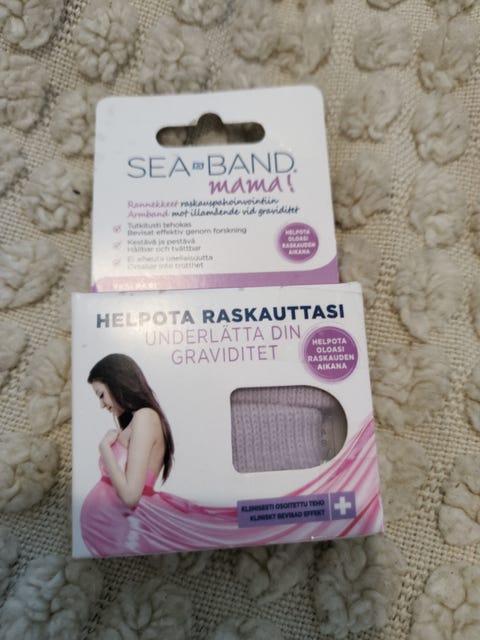 SEA-BAND®
mama!
Rannekkeet raskauspahoinvointiin
Armband mot illamående vid graviditet
Tutkitusti tehokas
Bevisat effektiv genom forskning
Kestävä ja pestävä
Hållbar och tvättbar
Ei aiheuta uneliaisuutta
Orsakar inte trötthet
HELPOTA
OLOASI
RASKAUDEN
AIKANA
YKSI PARI
HELPOTA RASKAUTTASI
UNDERLÄTTA DIN
GRAVIDITET
HELPOTA
OLOASI
RASKAUDEN
AIKANA
KLIINISESTI OSOITETTU TEHO
KLINISKT BEVISAD EFFEKT